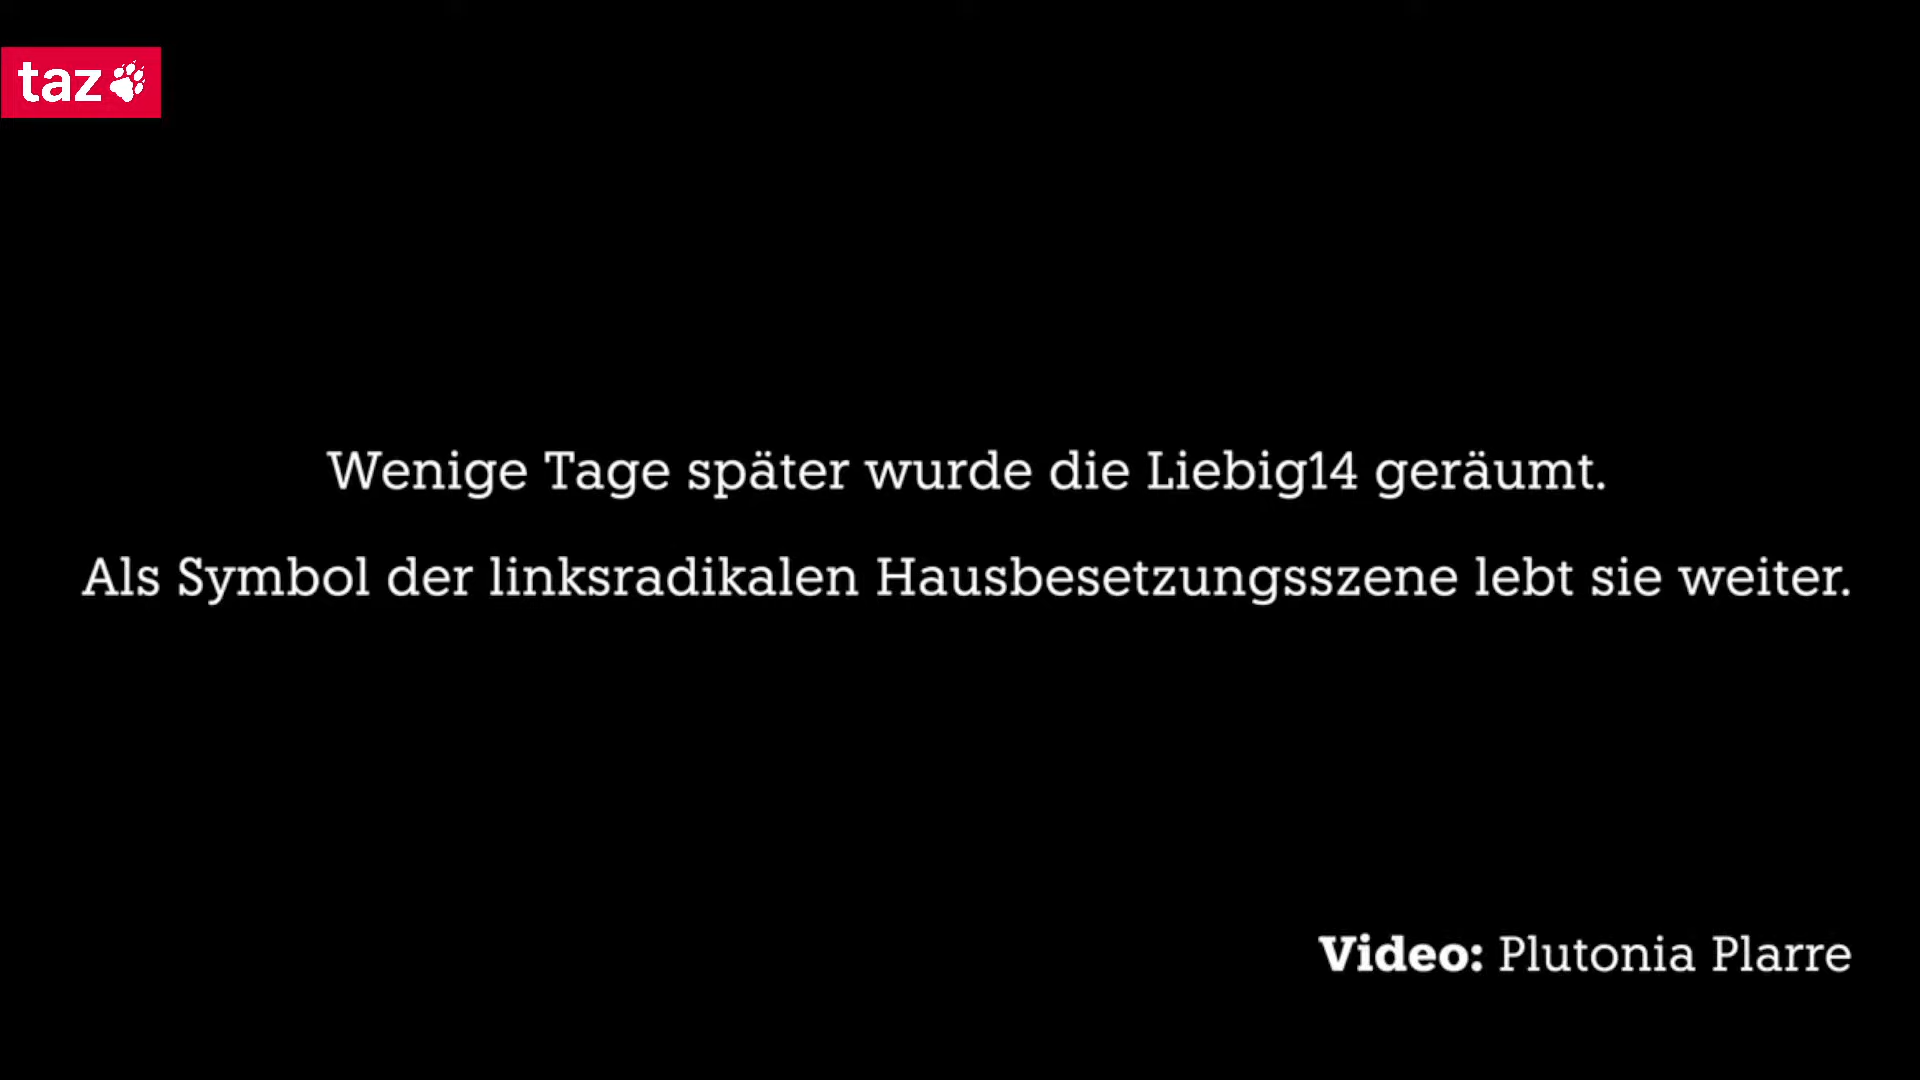 taz
Wenige Tage später wurde die Liebig14 geräumt.
Als Symbol der linksradikalen Hausbesetzungsszene lebt sie weiter.
Video: Plutonia Plarre